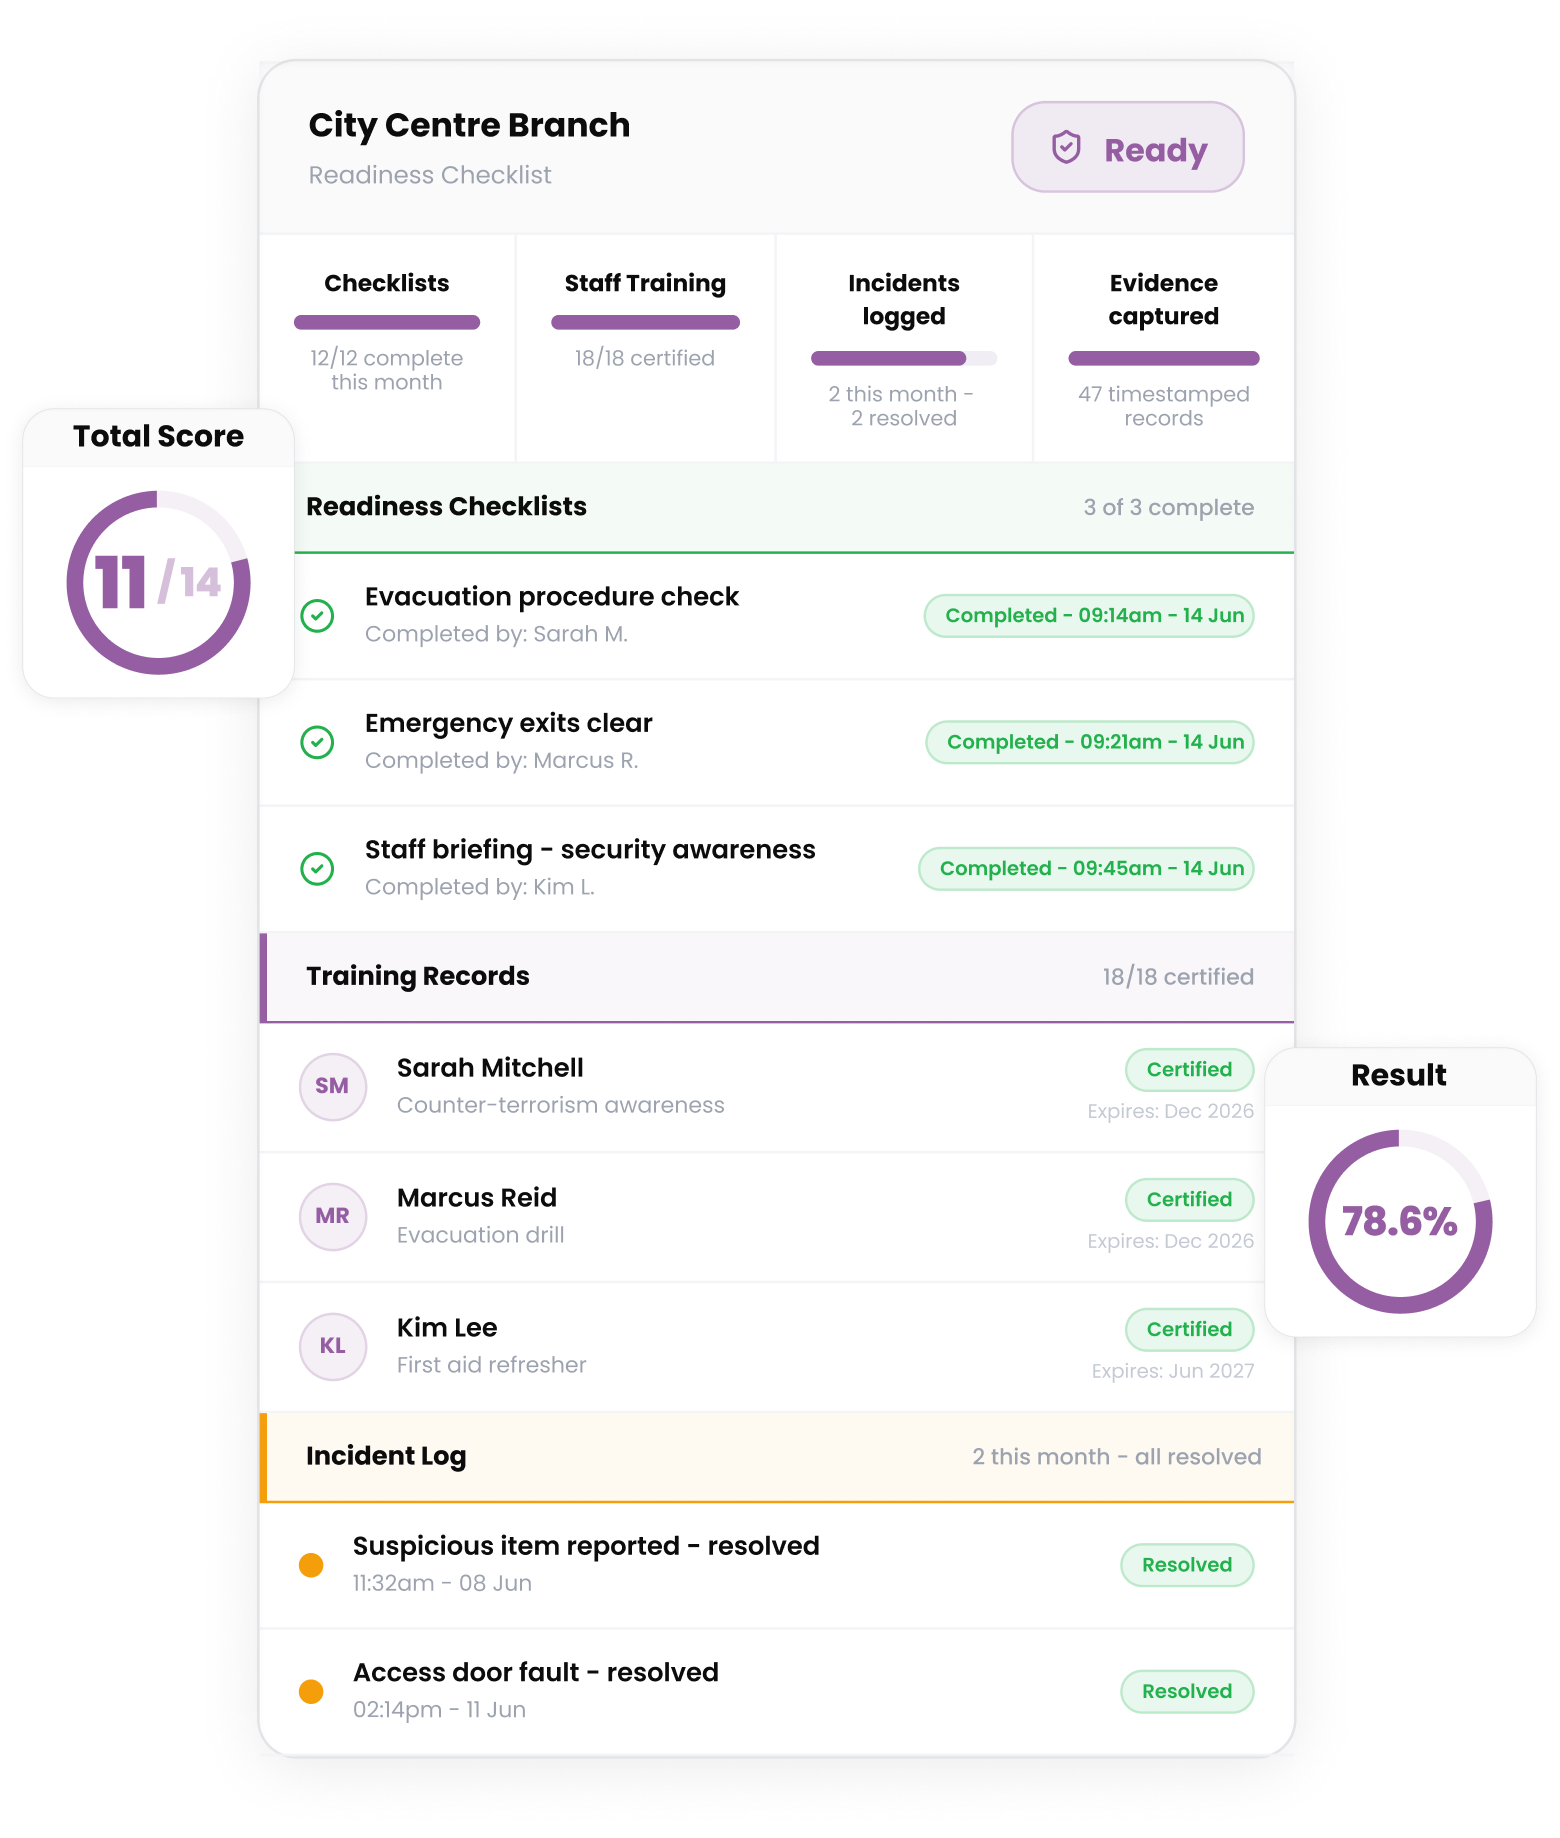 City Centre Branch
Readiness Checklist
Ready
Checklists
12/12 complete
this month
Staff Training
18/18 certified
Incidents
logged
2 this month -
2 resolved
Evidence
captured
47 timestamped
records
Total Score
11 / 14
Readiness Checklists
3 of 3 complete
Evacuation procedure check
Completed by: Sarah M.
Completed - 09:14am - 14 Jun
Emergency exits clear
Completed by: Marcus R.
Completed - 09:21am - 14 Jun
Staff briefing - security awareness
Completed by: Kim L.
Completed - 09:45am - 14 Jun
Training Records
18/18 certified
SM
Sarah Mitchell
Counter-terrorism awareness
Certified
Expires: Dec 2026
MR
Marcus Reid
Evacuation drill
Certified
Expires: Dec 2026
KL
Kim Lee
First aid refresher
Certified
Expires: Jun 2027
Result
78.6%
Incident Log
2 this month - all resolved
Suspicious item reported - resolved
11:32am - 08 Jun
Resolved
Access door fault - resolved
02:14pm - 11 Jun
Resolved